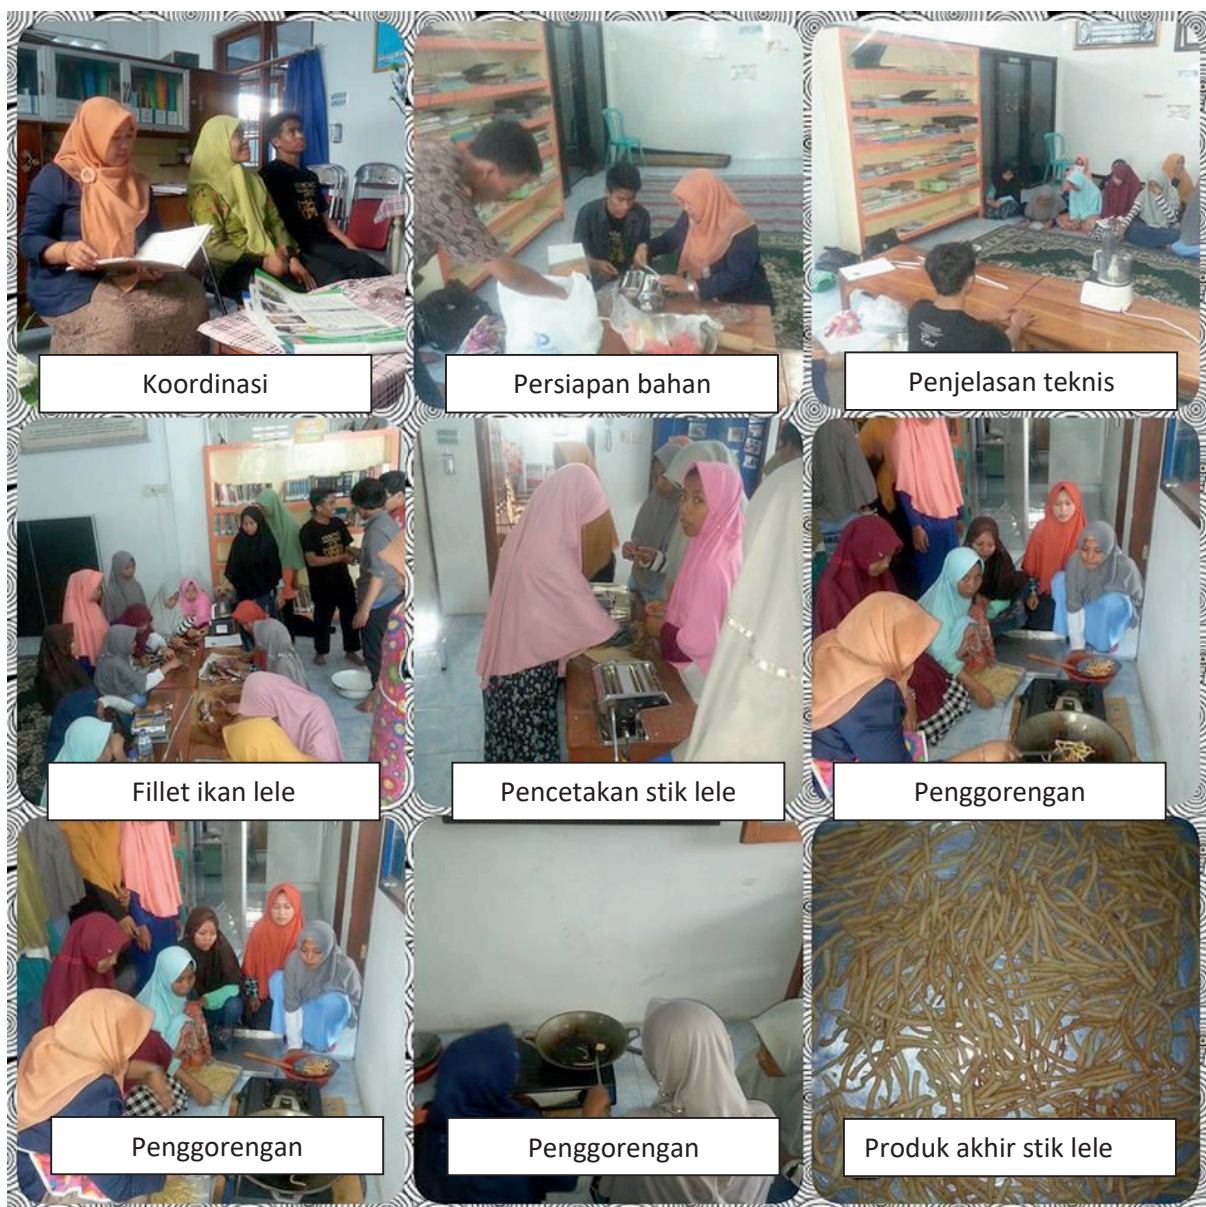 Koordinasi
Persiapan bahan
Penjelasan teknis
Fillet ikan lele
Pencetakan stik lele
Penggorengan
Penggorengan
Penggorengan
Produk akhir stik lele